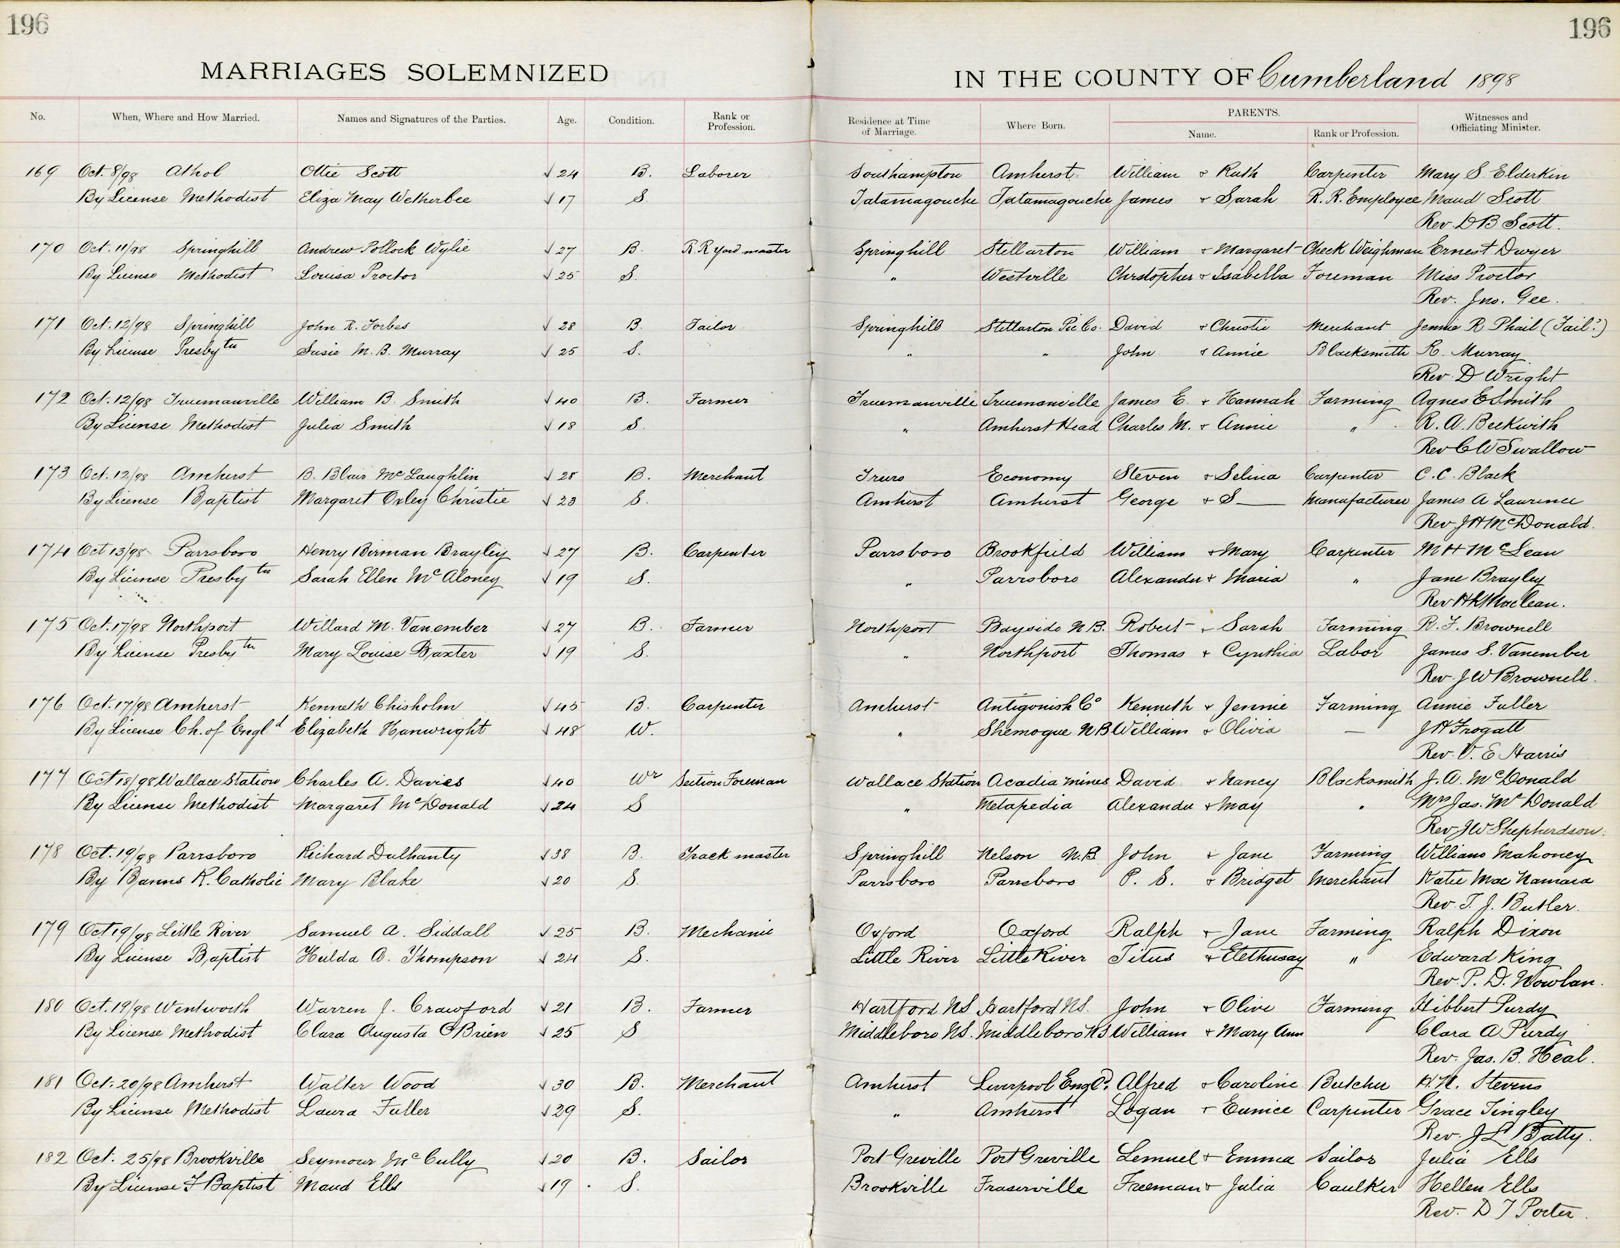 196 196
MARRIAGES SOLEMNIZED IN THE COUNTY OF Cumberland 1898
No. When, Where and How Married. Names and Signatures of the Parties. Age. Condition. Rank or Profession. Residence at Time of Marriage. Where Born. PARENTS. Name. Rank or Profession. Witnesses and Officiating Minister.
169 Oct. 8/98 Athol Ottie Scott √ 24 B. Laborer Southampton Amherst William + Ruth Carpenter Mary S. Elderkin
By License Methodist Eliza May Wetherbee √ 17 S. Tatamagouche Tatamagouche James + Sarah R. R. Employee Maud Scott
Rev D B Scott.
170 Oct. 11/98 Springhill Andrew Pollock Wylie √ 27 B. R. R Yard master Springhill Stellarton William + Margaret Check Weighman Ernest Dwyer
By License Methodist Louisa Proctor √ 25 S. " Westville Chrstopher + Isabella Foreman Miss Proctor
Rev. Jno. Gee.
171 Oct. 12/98 Springhill John R. Forbes √ 28 B. Tailor Springhill Stellarton Pic Co. David + Christie Merchant Jennie R Phail (Fail?)
By License Presbytn Susie M. B. Murray √ 25 S. " " John + Annie Blacksmith R. Murray
Rev. D Wright
172 Oct. 12/98 Truemanville William B. Smith √ 40 B. Farmer Truemanville Truemanville James E. + Hannah Farming Agnes E Smith
By License Methodist Julia Smith √ 18 S. " Amherst Head Charles M. + Annie " R. A. Beckwith
Rev C W Swallow
173 Oct. 12/98 Amherst B. Blair McLaughlin √ 28 B. Merchant Truro Economy Steven + Selina Carpenter C. C. Black
By License Baptist Margaret Oxley Christie √ 23 S. Amherst Amherst George + S— Manufacturer James A Lawrence
Rev J H McDonald.
174 Oct 13/98 Parrsboro Henry Birman Brayley √ 27 B. Carpenter Parrsboro Brookfield William + Mary Carpenter M H McLean
By License Presbytn Sarah Ellen McAloney √ 19 S. " Parrsboro Alexander + Maria " Jane Brayley
Rev H K Maclean.
175 Oct. 17/98 Northport Willard M. Vanember √ 27 B. Farmer Northport Bayside N.B. Robert + Sarah Farming R. F. Brownell
By License Presbytn Mary Louise Baxter √ 19 S. " Northport Thomas + Cynthia Labor James S. Vanember
Rev. J W Brownell.
176 Oct. 17/98 Amherst Kenneth Chisholm √ 45 B. Carpenter Amherst Antigonish Co Kenneth + Jennie Farming Annie Fuller
By License Ch. of Engld Elizabeth Hanwright √ 48 W. " Shemogue N.B William + Olivia — J H Frogatt
Rev. V. E Harris
177 Oct 18/98 Wallace Station Charles A. Davies √ 40 Wr Section Foreman Wallace Station Acadia Mines David + Nancy Blacksmith J. A. McDonald
By License Methodist Margaret McDonald √ 24 S " Metapedia Alexander + May " Mrs Jas. McDonald
Rev J W Shepherdson.
178 Oct. 19/98 Parrsboro Richard Dulhanty √ 38 B. Track master Springhill Nelson N.B John + Jane Farming William Mahoney
By Banns R. Catholic Mary Blake √ 20 S. Parrsboro Parrsboro P. S. + Bridget Merchant Katie MacNamara
Rev. T. J. Butler.
179 Oct 19/98 Little River Samuel A. Siddall √ 25 B. Mechanic Oxford Oxford Ralph + Jane Farming Ralph Dixon
By License Baptist Hulda A. Thompson √ 24 S. Little River Little River Titus + Elethusay " Edward King
Rev. P. D. Nowlan.
180 Oct. 19/98 Wentworth Warren J. Crawford √ 21 B. Farmer Hartford N.S Hartford N.S. John + Olive Farming Hibbert Purdy
By License Methodist Clara Augusta O'Brien √ 25 S Middleboro N.S. Middleboro N.S William + Mary Ann Clara A Purdy
Rev. Jas. B. Heal.
181 Oct. 20/98 Amherst Walter Wood √ 30 B. Merchant Amherst Liverpool Engld. Alfred + Caroline Butcher H. N. Stevens
By License Methodist Laura Fuller √ 29 S. " Amherst Logan + Eunice Carpenter Grace Tingley
Rev. J L Batty.
182 Oct. 25/98 Brookville Seymour McCully √ 20 B. Sailor Port Greville Port Greville Lemuel + Emma Sailor Julia Ells
By License F Baptist Maud Ells √ 19 . S. Brookville Fraserville Freeman + Julia Caulker Hellen Ells
Rev. D T Porter.